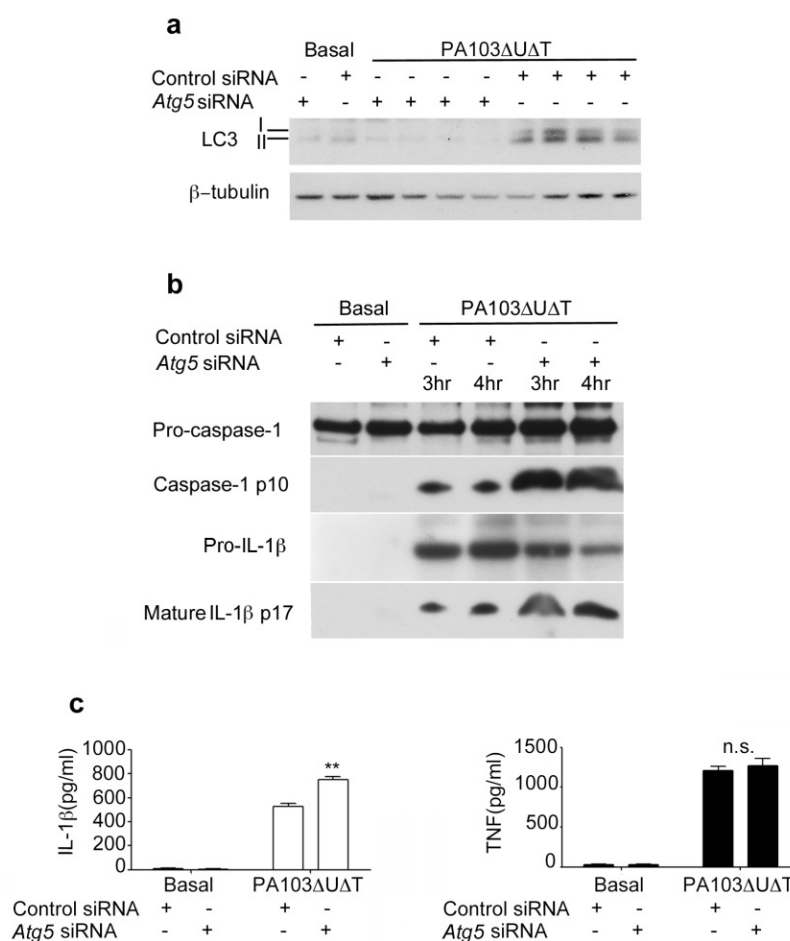 a
Basal PA103ΔUΔT
Control siRNA - + - - - - + + + +
Atg5 siRNA + - + + + + - - - -
LC3 I
II
β-tubulin
b
Basal PA103ΔUΔT
Control siRNA + - + + - -
Atg5 siRNA - + - - + +
3hr 4hr 3hr 4hr
Pro-caspase-1
Caspase-1 p10
Pro-IL-1β
Mature IL-1β p17
c
IL-1β(pg/ml)
1000
800
600
400
200
0
**
Basal PA103ΔUΔT
Control siRNA + - + -
Atg5 siRNA - + - +
TNF(pg/ml)
1500
1000
500
0
n.s.
Basal PA103ΔUΔT
Control siRNA + - + -
Atg5 siRNA - + - +